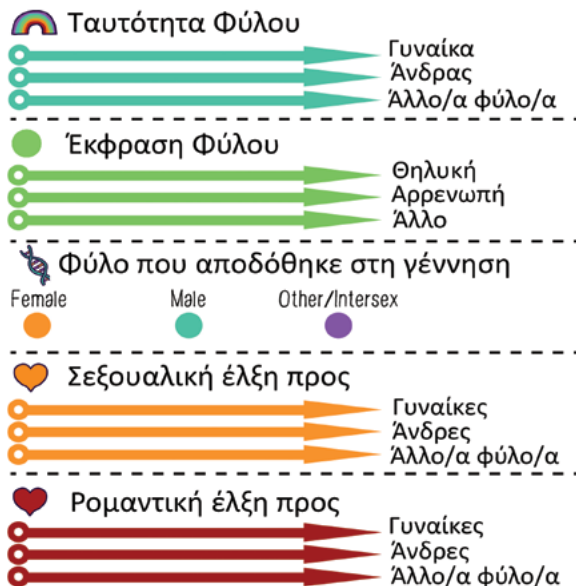 Ταυτότητα Φύλου
Γυναίκα
Άνδρας
Άλλο/α φύλο/α
Έκφραση Φύλου
Θηλυκή
Αρρενωπή
Άλλο
Φύλο που αποδόθηκε στη γέννηση
Female Male Other/Intersex
Σεξουαλική έλξη προς
Γυναίκες
Άνδρες
Άλλο/α φύλο/α
Ρομαντική έλξη προς
Γυναίκες
Άνδρες
Άλλο/α φύλο/α